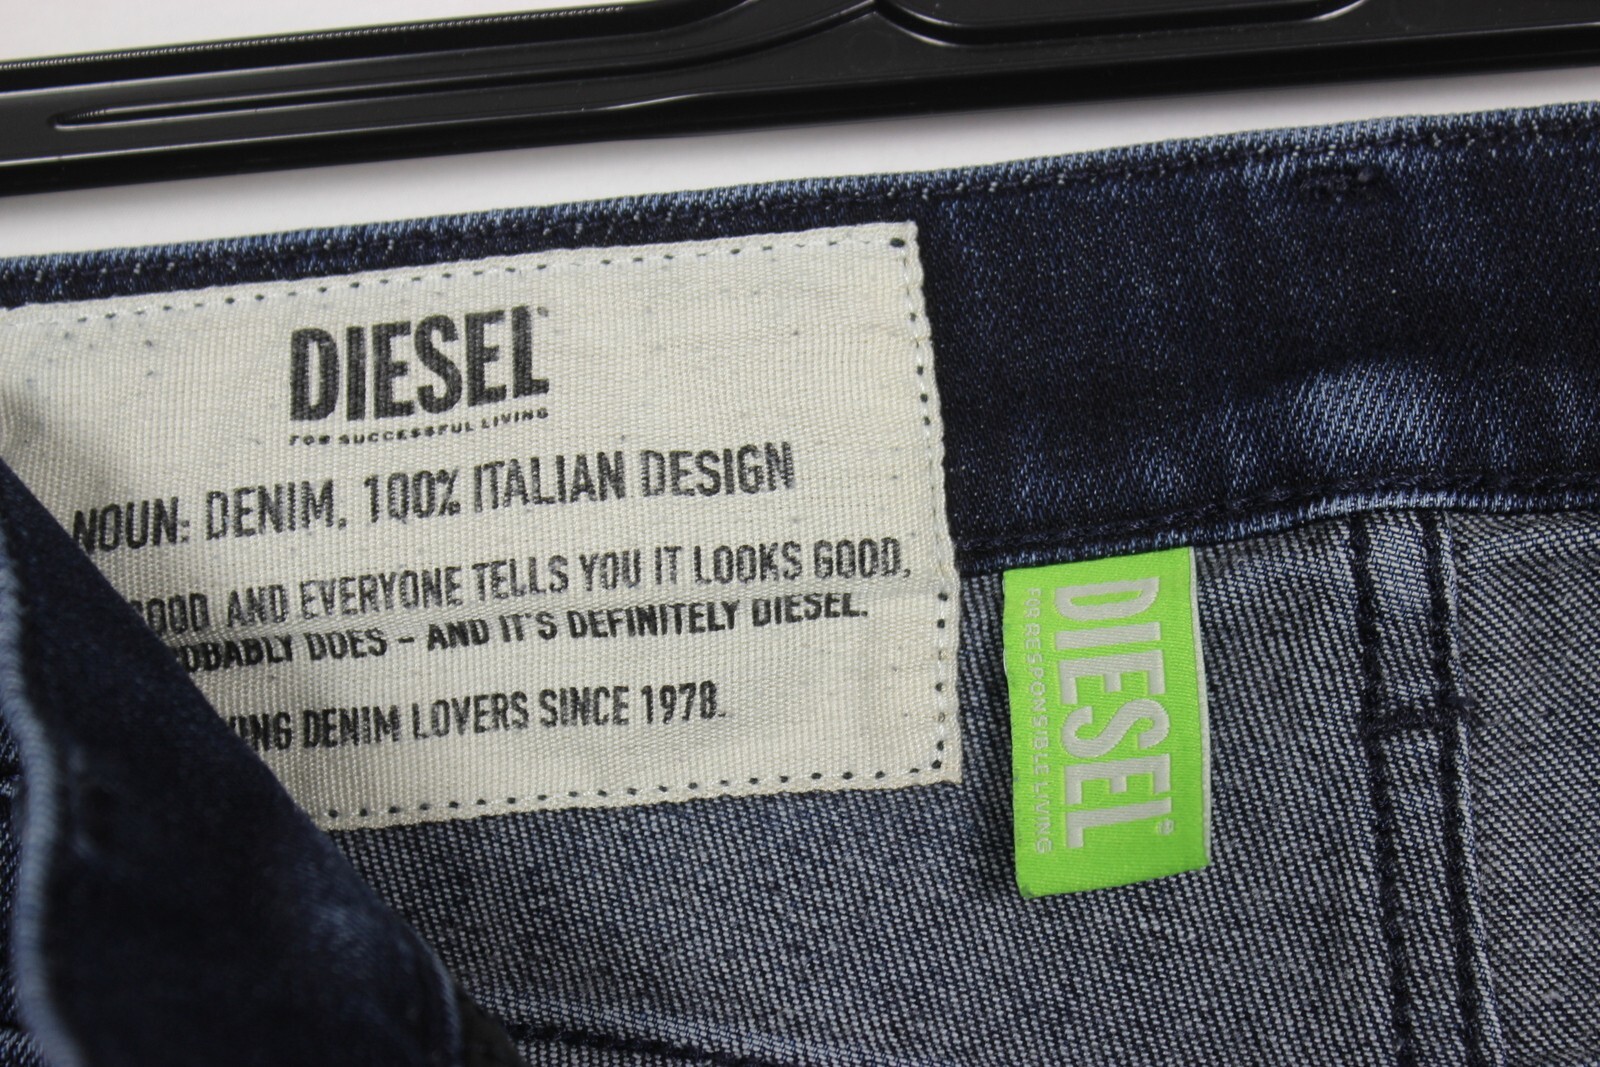 DIESEL
FOR SUCCESSFUL LIVING
NOUN: DENIM, 100% ITALIAN DESIGN
AND EVERYONE TELLS YOU IT LOOKS GOOD,
DOES – AND IT'S DEFINITELY DIESEL.
DENIM LOVERS SINCE 1978.
DIESEL®
FOR RESPONSIBLE LIVING